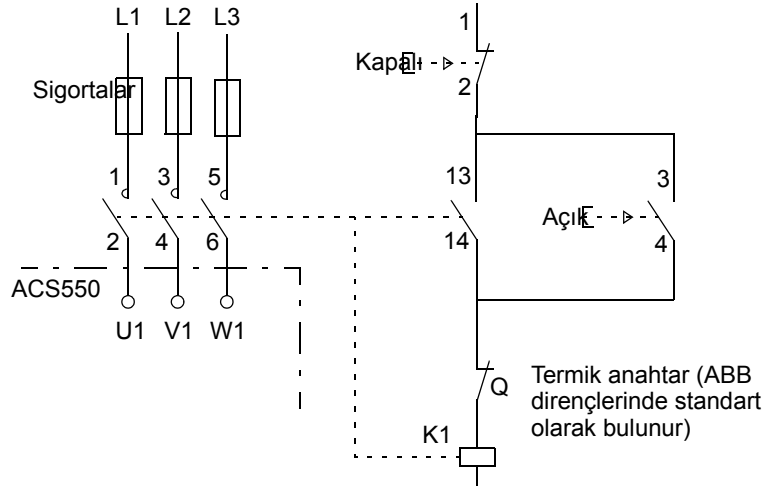 L1 L2 L3
1
Kapalı
2
Sigortalar
1 3 5
13
3
Açık
2 4 6
14
4
ACS550
U1 V1 W1
Q
Termik anahtar (ABB
dirençlerinde standart
olarak bulunur)
K1